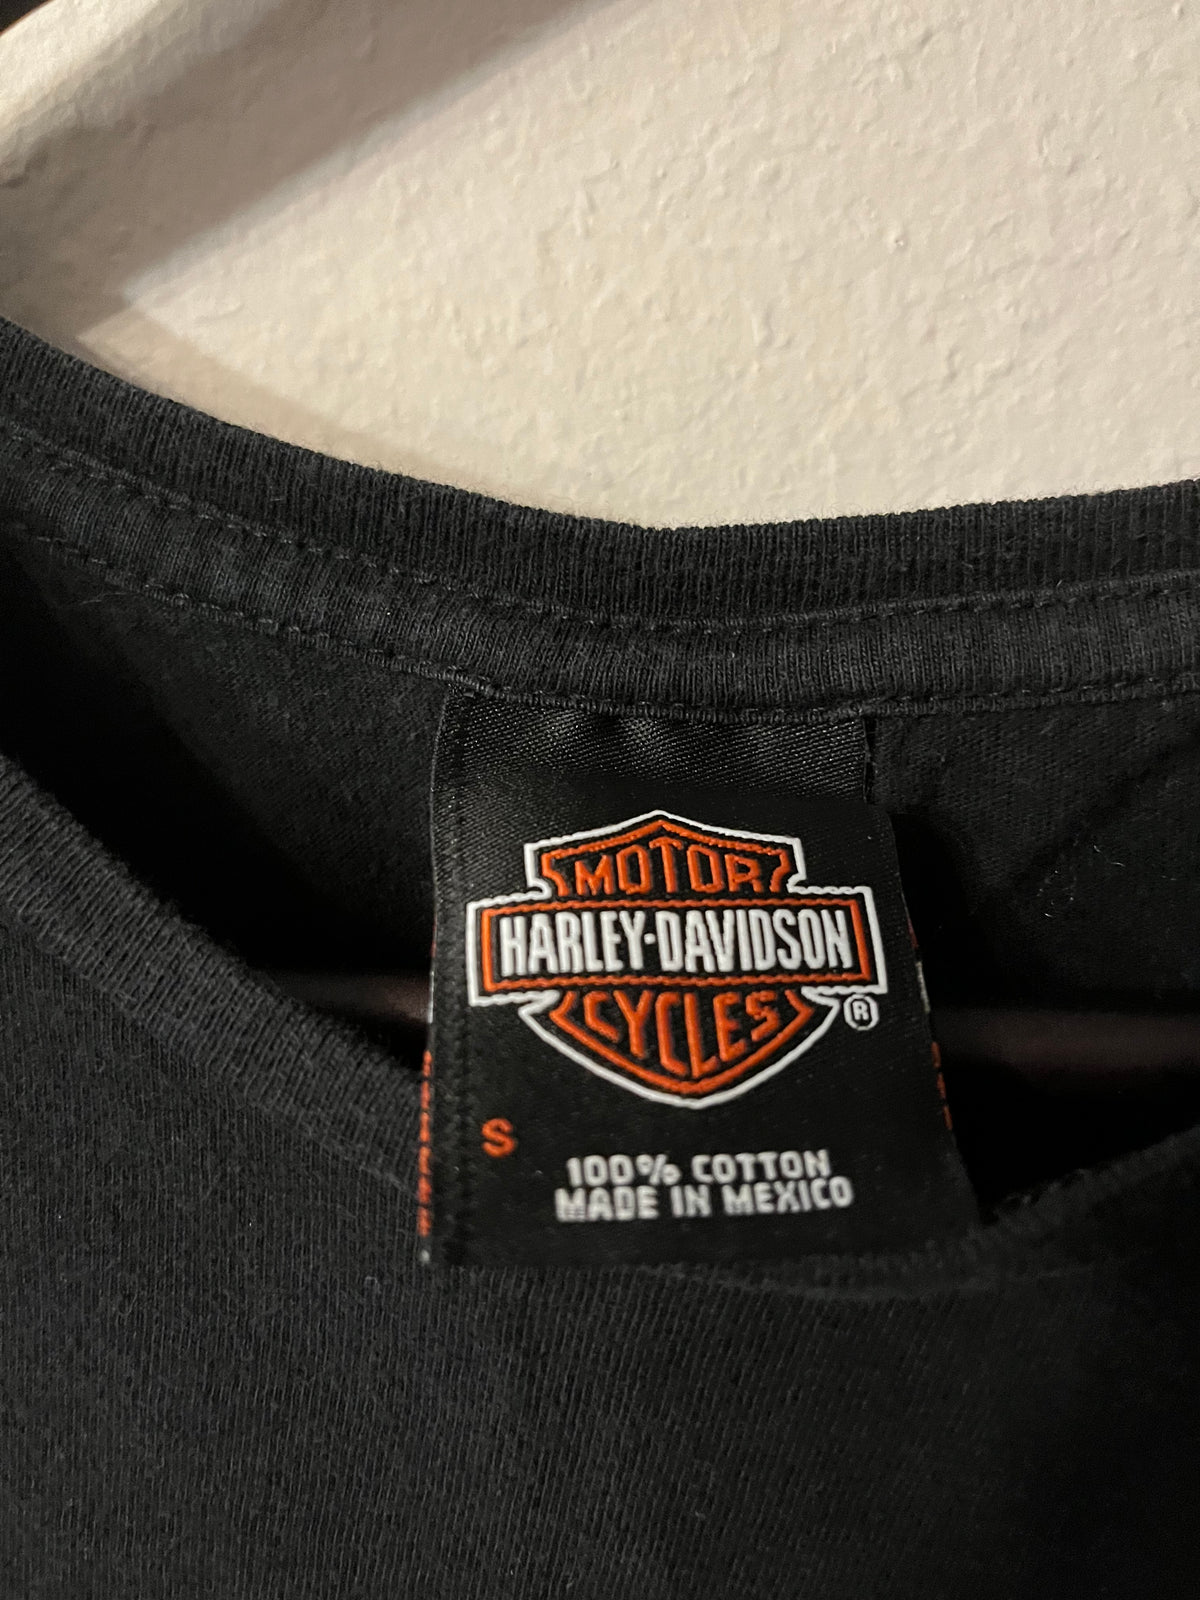 MOTOR
HARLEY-DAVIDSON
CYCLES
®
S
100% COTTON
MADE IN MEXICO